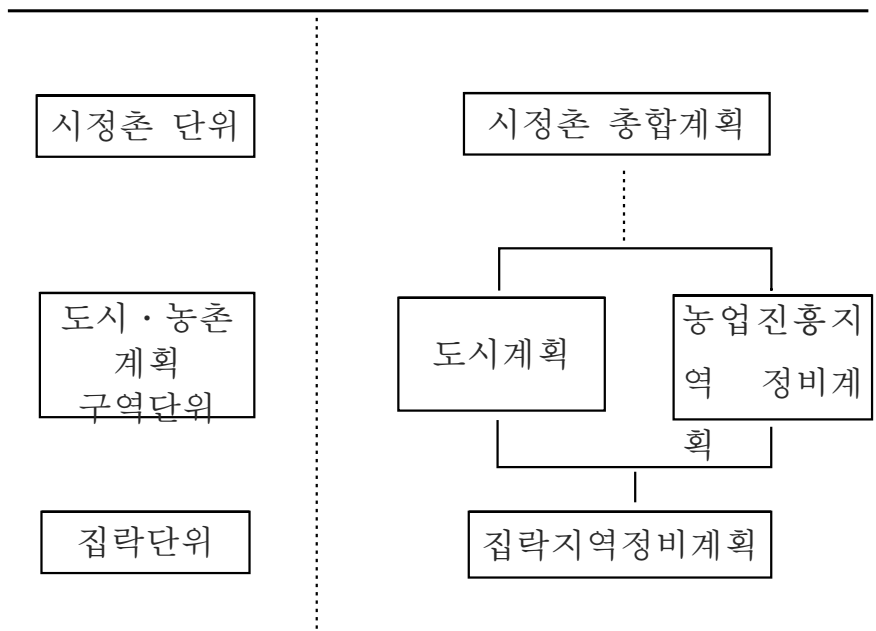 시정촌 단위
시정촌 총합계획
도시·농촌
계획
구역단위
도시계획
농업진흥지
역 정비계
획
집락단위
집락지역정비계획